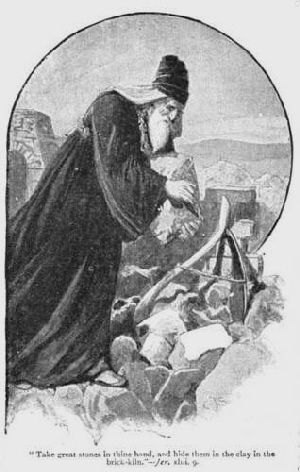 "Take great stones in thine hand, and hide them in the clay in the
brick-kiln."—Jer. xliii. 9.